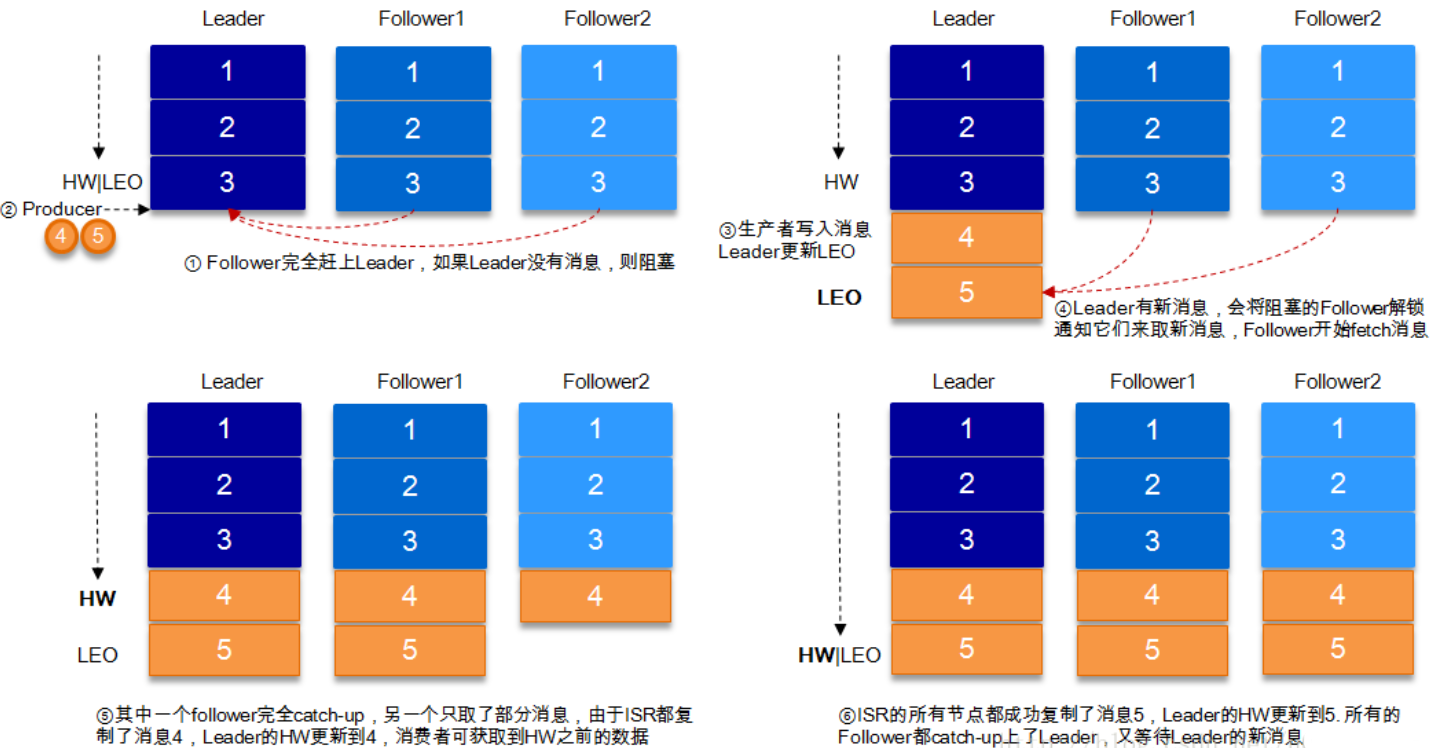 Leader Follower1 Follower2
1 1 1
2 2 2
HW|LEO 3 3 3
② Producer
4 5
① Follower完全赶上Leader，如果Leader没有消息，则阻塞
Leader Follower1 Follower2
1 1 1
2 2 2
HW 3 3 3
③生产者写入消息
Leader更新LEO
4
LEO 5
④Leader有新消息，会将阻塞的Follower解锁
通知它们来取新消息，Follower开始fetch消息
Leader Follower1 Follower2
1 1 1
2 2 2
3 3 3
HW 4 4 4
LEO 5 5
⑤其中一个follower完全catch-up，另一个只取了部分消息，由于ISR都复
制了消息4，Leader的HW更新到4，消费者可获取到HW之前的数据
Leader Follower1 Follower2
1 1 1
2 2 2
3 3 3
4 4 4
HW|LEO 5 5 5
⑥ISR的所有节点都成功复制了消息5，Leader的HW更新到5. 所有的
Follower都catch-up上了Leader，又等待Leader的新消息